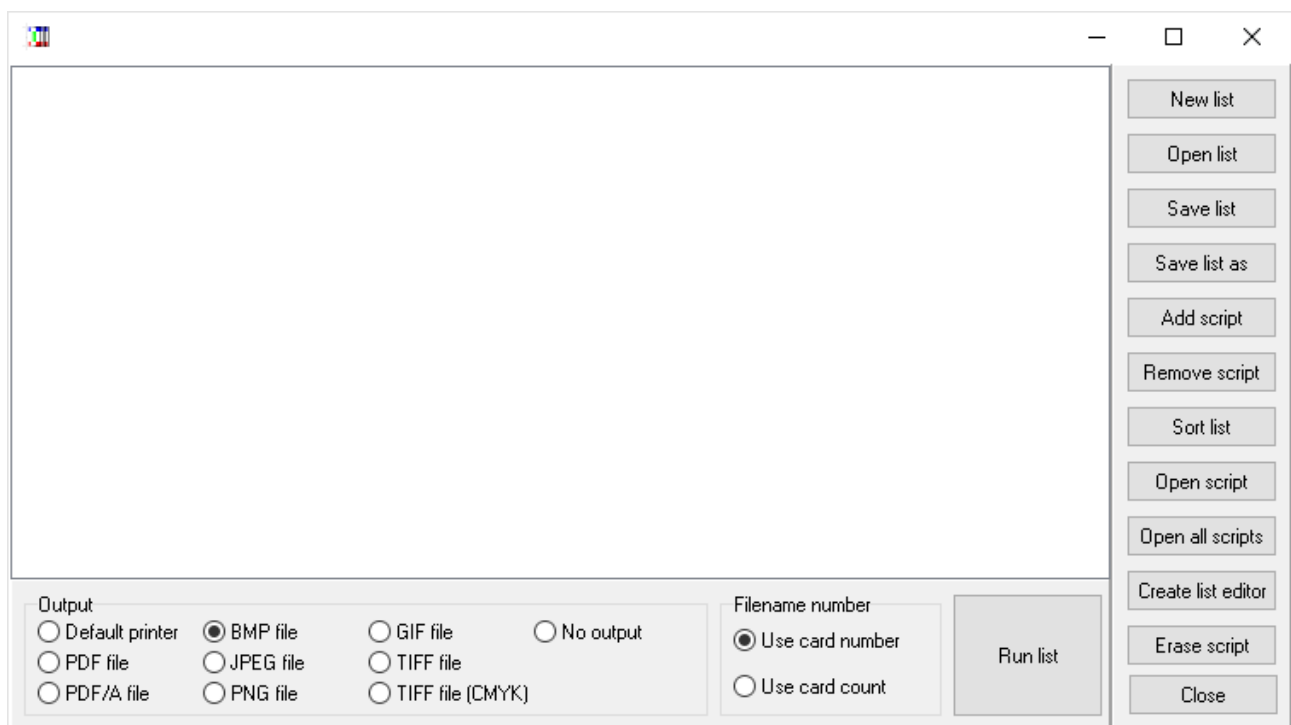 New list
Open list
Save list
Save list as
Add script
Remove script
Sort list
Open script
Open all scripts
Create list editor
Erase script
Close
Output
Default printer
BMP file
GIF file
No output
PDF file
JPEG file
TIFF file
PDF/A file
PNG file
TIFF file (CMYK)
Filename number
Use card number
Use card count
Run list